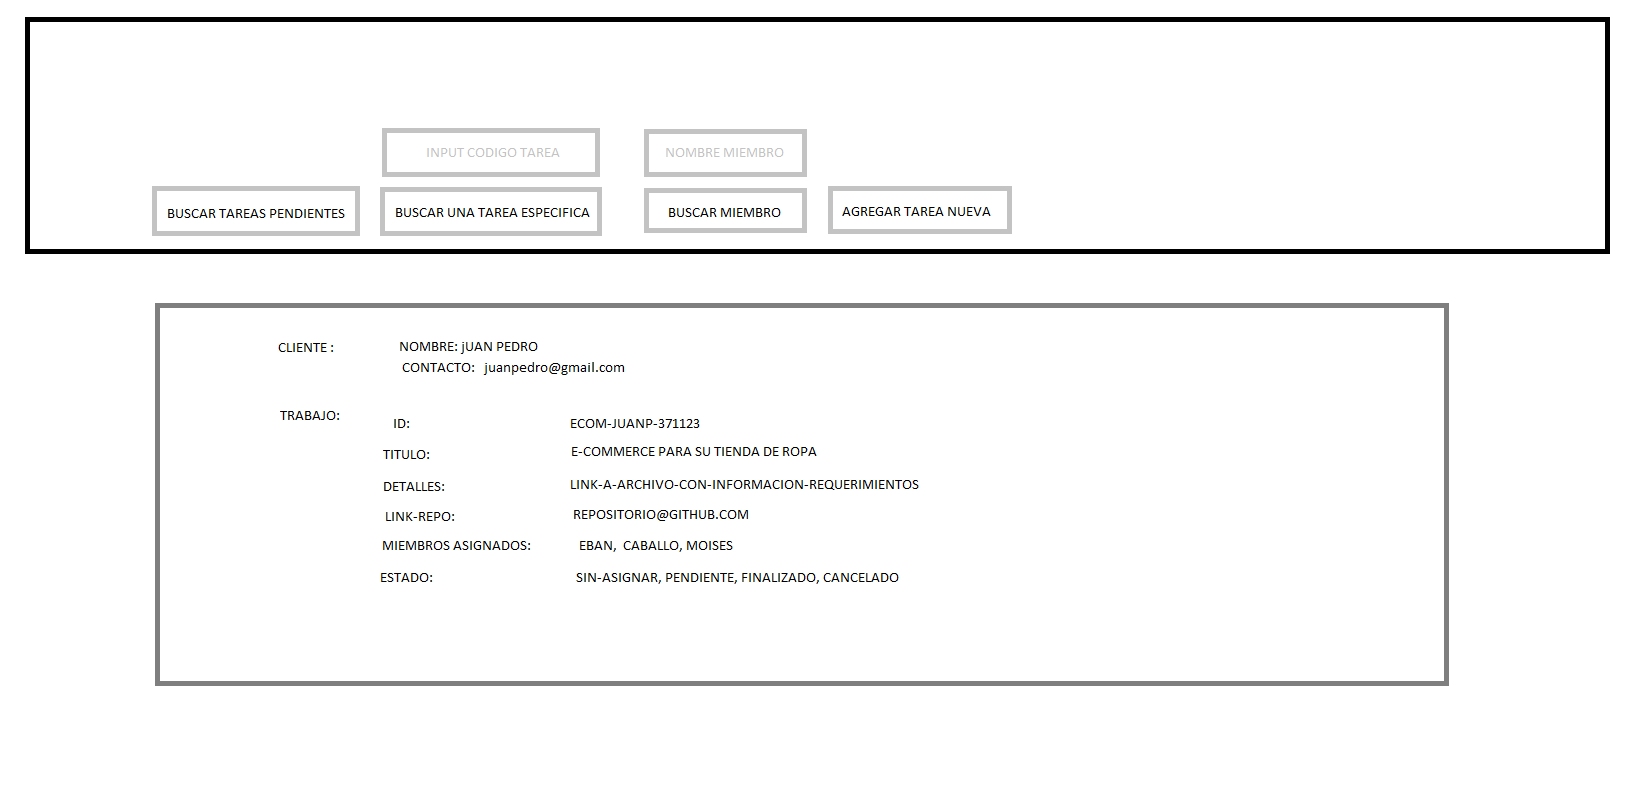 INPUT CODIGO TAREA
NOMBRE MIEMBRO
BUSCAR TAREAS PENDIENTES
BUSCAR UNA TAREA ESPECIFICA
BUSCAR MIEMBRO
AGREGAR TAREA NUEVA
CLIENTE : NOMBRE: jUAN PEDRO
CONTACTO: juanpedro@gmail.com
TRABAJO:
ID: ECOM-JUANP-371123
TITULO: E-COMMERCE PARA SU TIENDA DE ROPA
DETALLES: LINK-A-ARCHIVO-CON-INFORMACION-REQUERIMIENTOS
LINK-REPO: REPOSITORIO@GITHUB.COM
MIEMBROS ASIGNADOS: EBAN, CABALLO, MOISES
ESTADO: SIN-ASIGNAR, PENDIENTE, FINALIZADO, CANCELADO